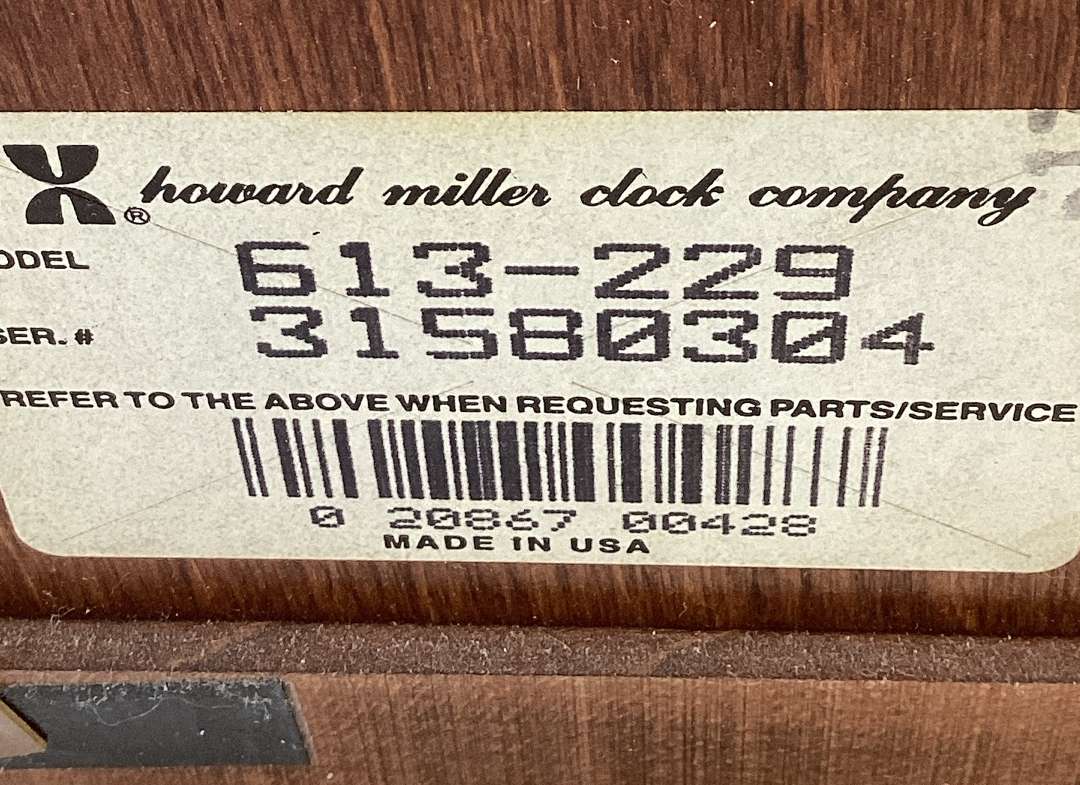 ® howard miller clock company
ODEL 613-229
SER. # 31580304
REFER TO THE ABOVE WHEN REQUESTING PARTS/SERVICE
0 20867 00428
MADE IN USA